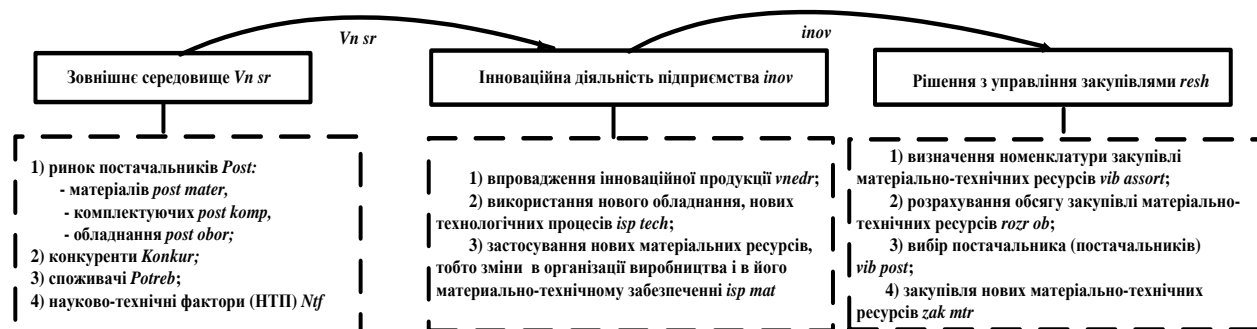 Vn sr
inov
Зовнішнє середовище Vn sr
Інноваційна діяльність підприємства inov
Рішення з управління закупівлями resh
1) ринок постачальників Post:
- матеріалів post mater,
- комплектуючих post komp,
- обладнання post obor;
2) конкуренти Konkur;
3) споживачі Potreb;
4) науково-технічні фактори (НТП) Ntf
1) впровадження інноваційної продукції vnedr;
2) використання нового обладнання, нових
технологічних процесів isp tech;
3) застосування нових матеріальних ресурсів,
тобто зміни в організації виробництва і в його
материально-технічному забезпеченні isp mat
1) визначення номенклатури закупівлі
матеріально-технічних ресурсів vib assort;
2) розрахування обсягу закупівлі матеріально-
технічних ресурсів rozr ob;
3) вибір постачальника (постачальників)
vib post;
4) закупівля нових матеріально-технічних
ресурсів zak mtr